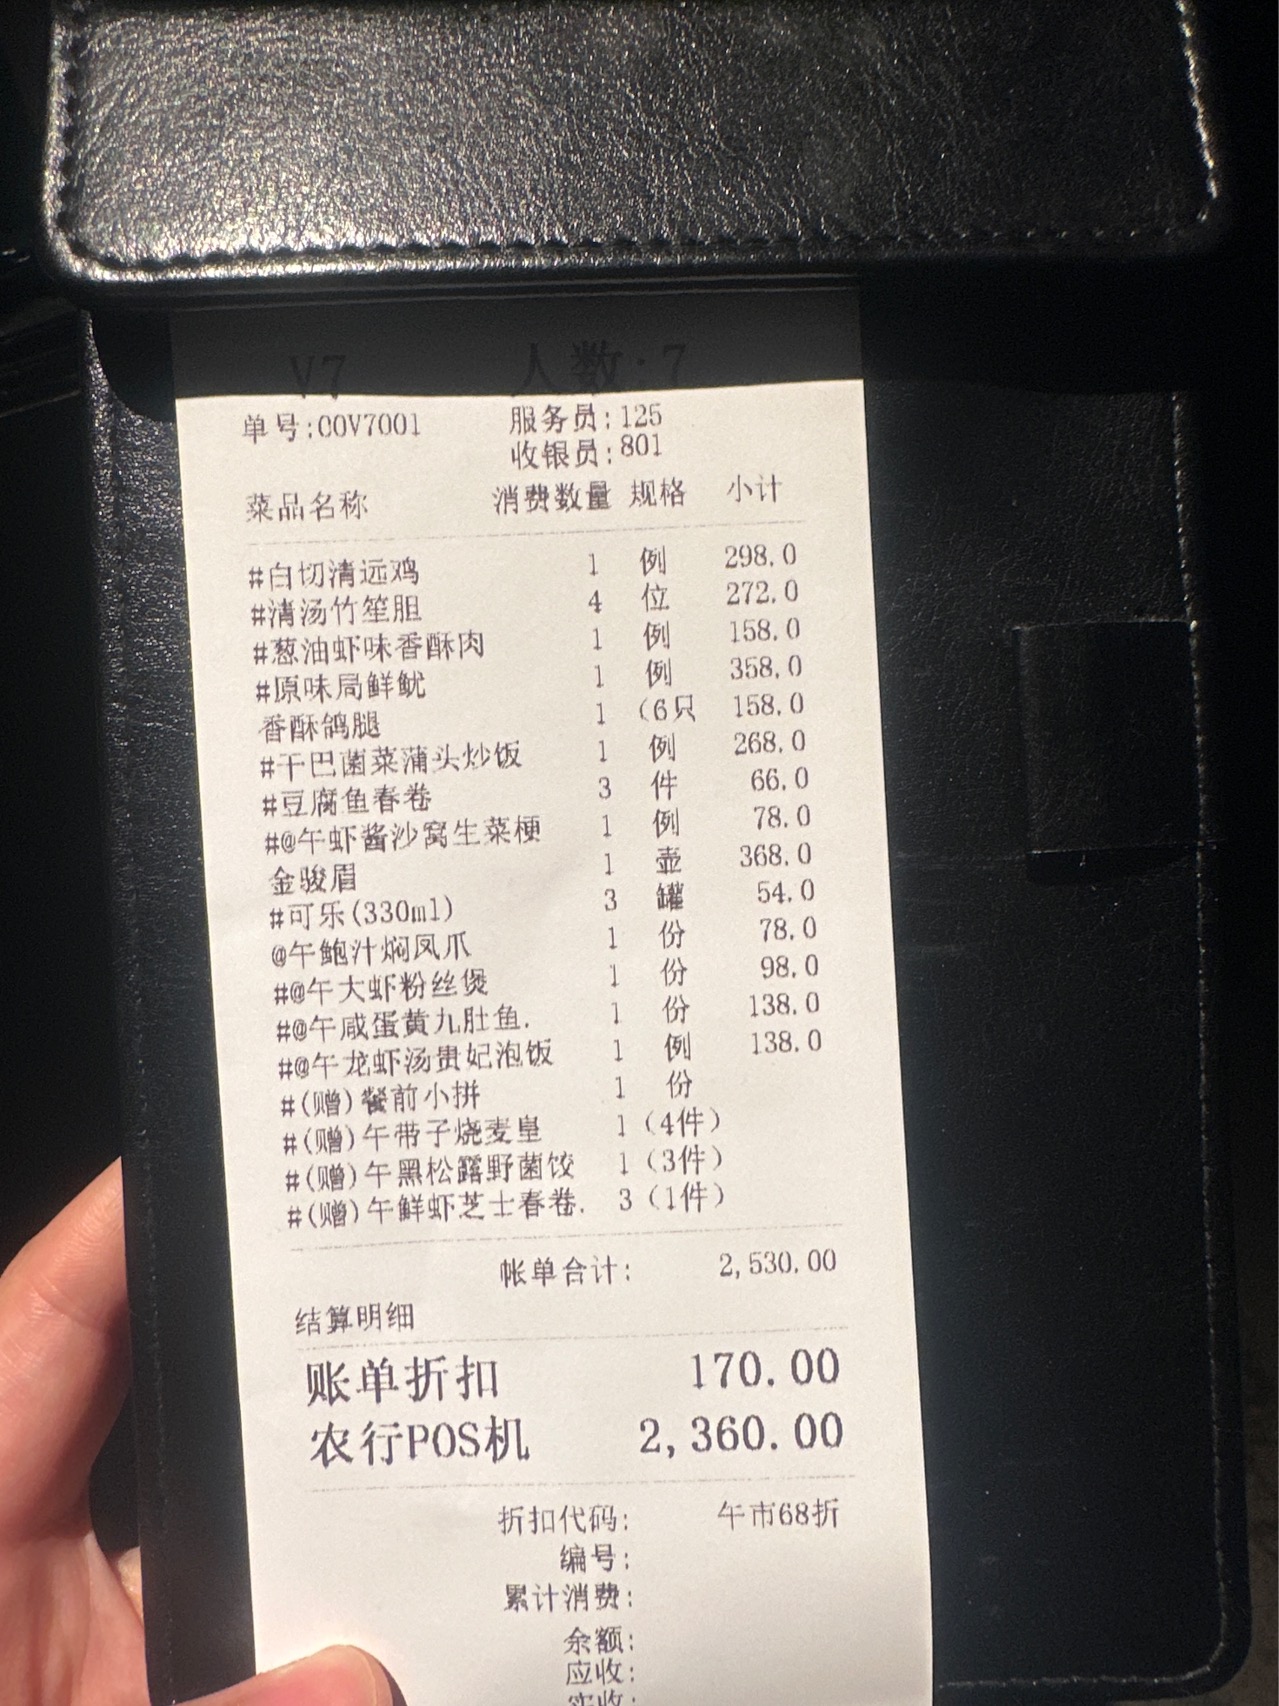 V7 人数:7
单号:00V7001 服务员:125
收银员:801
菜品名称 消费数量 规格 小计
#白切清远鸡 1 例 298.0
#清汤竹笙胆 4 位 272.0
#葱油虾味香酥肉 1 例 158.0
#原味局鲜鱿 1 例 358.0
香酥鸽腿 1 (6只 158.0
#干巴菌菜蒲头炒饭 1 例 268.0
#豆腐鱼春卷 3 件 66.0
#@午虾酱沙窝生菜梗 1 例 78.0
金骏眉 1 壶 368.0
#可乐(330ml) 3 罐 54.0
@午鲍汁焖凤爪 1 份 78.0
#@午大虾粉丝煲 1 份 98.0
#@午咸蛋黄九肚鱼. 1 份 138.0
#@午龙虾汤贵妃泡饭 1 例 138.0
#(赠)餐前小拼 1 份
#(赠)午带子烧麦皇 1 (4件)
#(赠)午黑松露野菌饺 1 (3件)
#(赠)午鲜虾芝士春卷. 3 (1件)
帐单合计: 2,530.00
结算明细
账单折扣 170.00
农行POS机 2,360.00
折扣代码: 午市68折
编号:
累计消费:
余额:
应收:
实收: